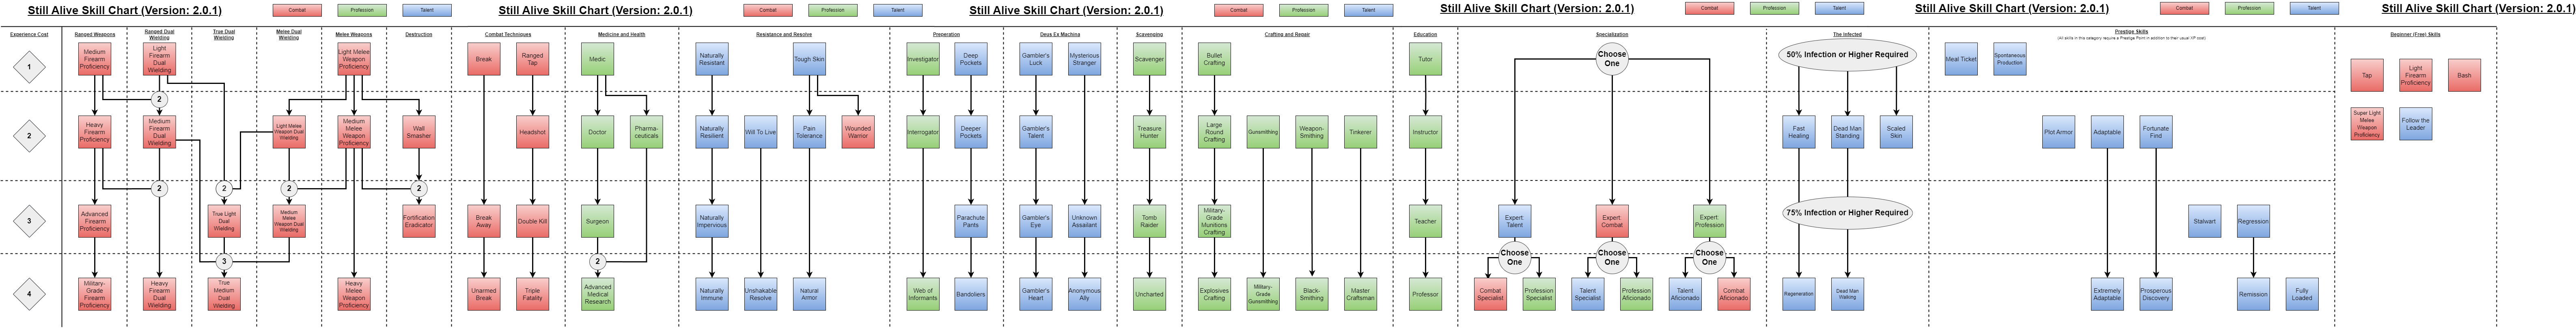 Still Alive Skill Chart (Version: 2.0.1)
Combat
Profession
Talent
Still Alive Skill Chart (Version: 2.0.1)
Combat
Profession
Talent
Still Alive Skill Chart (Version: 2.0.1)
Combat
Profession
Talent
Still Alive Skill Chart (Version: 2.0.1)
Combat
Profession
Talent
Still Alive Skill Chart (Version: 2.0.1)
Combat
Profession
Talent
Still Alive Skill Chart (Version: 2.0.1)
Experience Cost
Ranged Weapons
Ranged Dual
Wielding
True Dual
Wielding
Melee Dual
Wielding
Melee Weapons
Destruction
Combat Techniques
Medicine and Health
Resistance and Resolve
Preperation
Deus Ex Machina
Scavenging
Crafting and Repair
Education
Specialization
The Infected
Prestige Skills
(All skills in this category require a Prestige Point in addition to their usual XP cost)
Beginner (Free) Skills
1
Medium
Firearm
Proficiency
Light
Firearm
Dual
Wielding
Light Melee
Weapon
Proficiency
Break
Ranged
Tap
Medic
Naturally
Resistant
Tough Skin
Investigator
Deep
Pockets
Gambler's
Luck
Mysterious
Stranger
Scavenger
Bullet
Crafting
Tutor
Choose
One
50% Infection or Higher Required
Meal Ticket
Spontaneous
Production
Tap
Light
Firearm
Proficiency
Bash
2
2
Heavy
Firearm
Proficiency
Medium
Firearm
Dual
Wielding
Light Melee
Weapon Dual
Wielding
Medium
Melee
Weapon
Proficiency
Wall
Smasher
Headshot
Doctor
Pharma-
ceuticals
Naturally
Resilient
Will To Live
Pain
Tolerance
Wounded
Warrior
Interrogator
Deeper
Pockets
Gambler's
Talent
Treasure
Hunter
Large
Round
Crafting
Gunsmithing
Weapon-
Smithing
Tinkerer
Instructor
Fast
Healing
Dead Man
Standing
Scaled
Skin
Plot Armor
Adaptable
Fortunate
Find
Super Light
Melee
Weapon
Proficiency
Follow the
Leader
2
2
2
2
3
Advanced
Firearm
Proficiency
True Light
Dual
Wielding
Medium
Melee
Weapon Dual
Wielding
Fortification
Eradicator
Break
Away
Double Kill
Surgeon
Naturally
Impervious
Parachute
Pants
Gambler's
Eye
Unknown
Assailant
Tomb
Raider
Military-
Grade
Munitions
Crafting
Teacher
Expert:
Talent
Expert:
Combat
Expert:
Profession
75% Infection or Higher Required
Stalwart
Regression
3
2
Choose
One
Choose
One
Choose
One
4
Military-
Grade
Firearm
Proficiency
Heavy
Firearm
Dual
Wielding
True
Medium
Dual
Wielding
Heavy
Melee
Weapon
Proficiency
Unarmed
Break
Triple
Fatality
Advanced
Medical
Research
Naturally
Immune
Unshakable
Resolve
Natural
Armor
Web of
Informants
Bandoliers
Gambler's
Heart
Anonymous
Ally
Uncharted
Explosives
Crafting
Military-
Grade
Gunsmithing
Black-
Smithing
Master
Craftsman
Professor
Combat
Specialist
Profession
Specialist
Talent
Specialist
Profession
Aficionado
Talent
Aficionado
Combat
Aficionado
Regeneration
Dead Man
Walking
Extremely
Adaptable
Prosperous
Discovery
Remission
Fully
Loaded